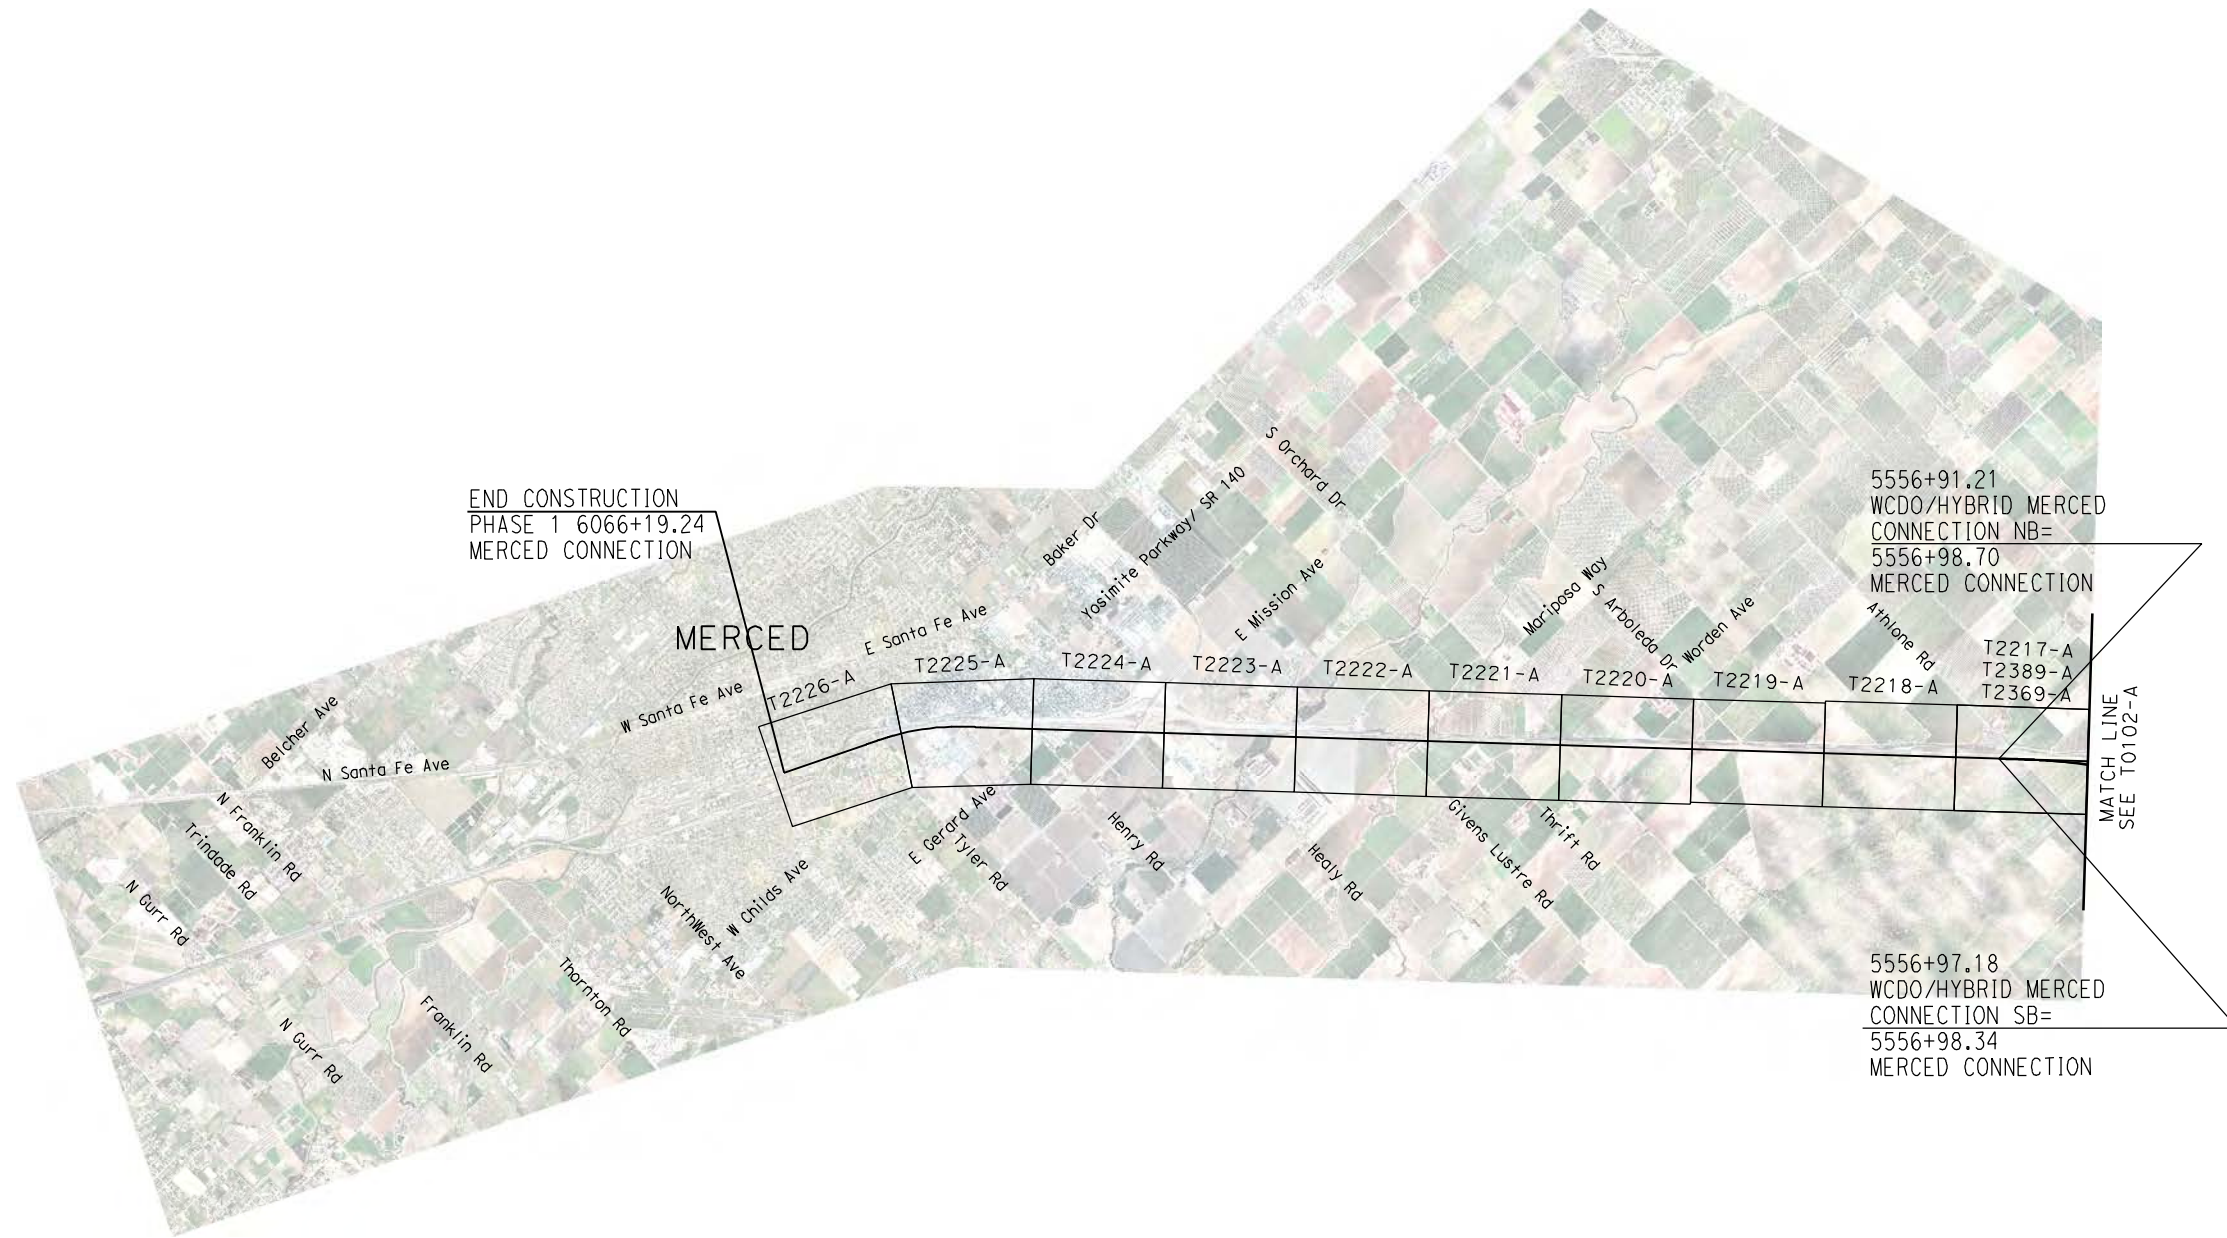 END CONSTRUCTION
PHASE 1 6066+19.24
MERCED CONNECTION
MERCED
5556+91.21
WCDO/HYBRID MERCED
CONNECTION NB=
5556+98.70
MERCED CONNECTION
S Orchard Dr
Yosimite Parkway/ SR 140
Baker Dr
E Mission Ave
Mariposa Way
S Arboleda Dr
Worden Ave
Athlone Rd
E Santa Fe Ave
W Santa Fe Ave
T2226-A
T2225-A
T2224-A
T2223-A
T2222-A
T2221-A
T2220-A
T2219-A
T2218-A
T2217-A
T2389-A
T2369-A
MATCH LINE
SEE T0102-A
Belcher Ave
N Santa Fe Ave
N Franklin Rd
Trindade Rd
N Gurr Rd
N Gurr Rd
Franklin Rd
Thornton Rd
NorthWest Ave
W Childs Ave
E Gerard Ave
Tyler Rd
Henry Rd
Healy Rd
Givens Lustre Rd
Thrift Rd
5556+97.18
WCDO/HYBRID MERCED
CONNECTION SB=
5556+98.34
MERCED CONNECTION